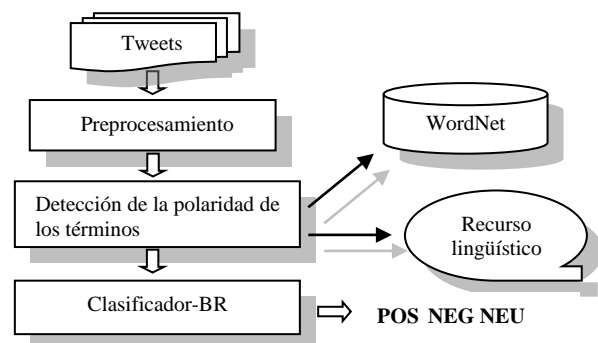 Tweets
Preprocesamiento
WordNet
Detección de la polaridad de
los términos
Recurso
lingüístico
Clasificador-BR
POS NEG NEU